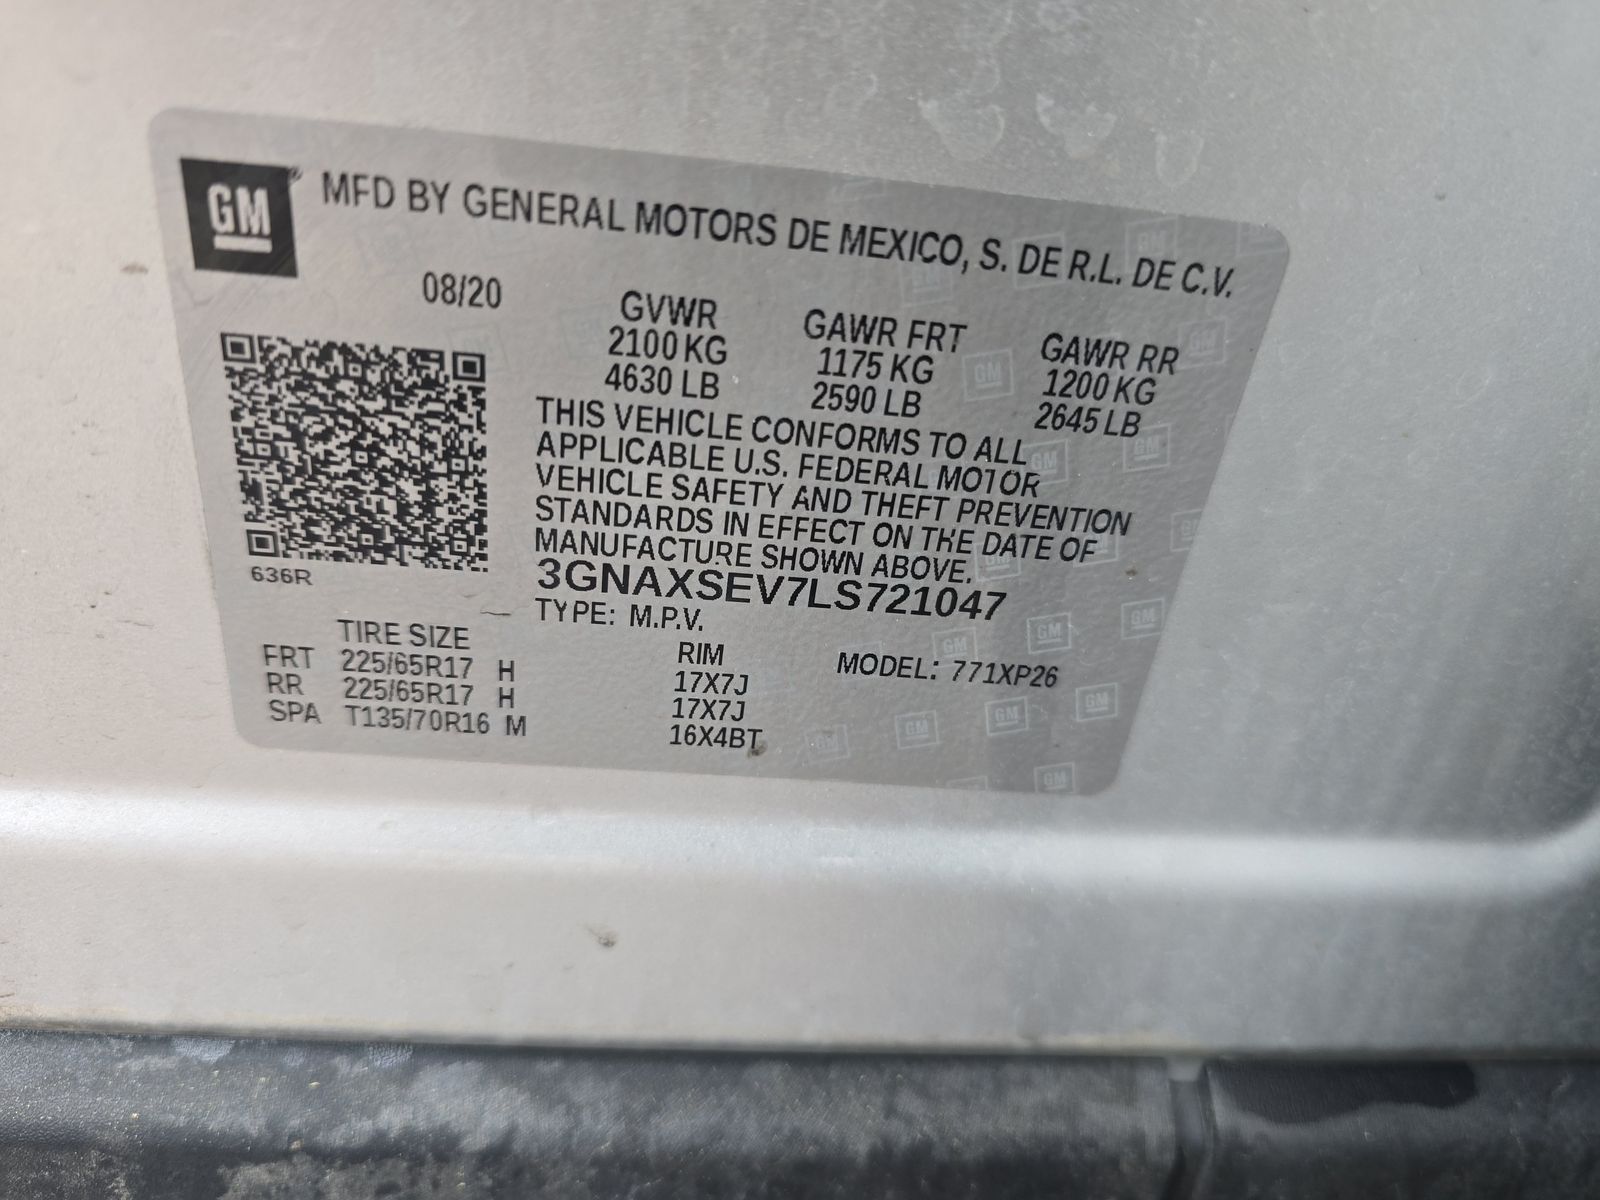 GM
MFD BY GENERAL MOTORS DE MEXICO, S. DE R.L. DE C.V.
08/20
GVWR GAWR FRT GAWR RR
2100 KG 1175 KG 1200 KG
4630 LB 2590 LB 2645 LB
THIS VEHICLE CONFORMS TO ALL
APPLICABLE U.S. FEDERAL MOTOR
VEHICLE SAFETY AND THEFT PREVENTION
STANDARDS IN EFFECT ON THE DATE OF
MANUFACTURE SHOWN ABOVE.
3GNAXSEV7LS721047
636R
TYPE: M.P.V.
TIRE SIZE RIM MODEL: 771XP26
FRT 225/65R17 H 17X7J
RR 225/65R17 H 17X7J
SPA T135/70R16 M 16X4BT